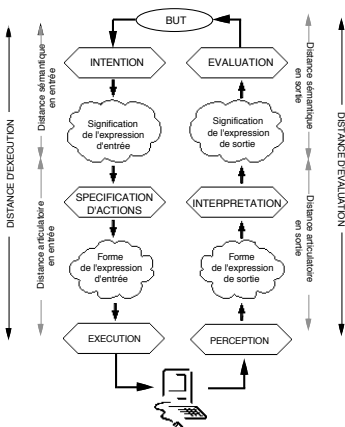 BUT
INTENTION
EVALUATION
Signification
de l'expression
d'entrée
Signification
de l'expression
de sortie
SPECIFICATION
D'ACTIONS
INTERPRETATION
Forme
de l'expression
d'entrée
Forme
de l'expression
de sortie
EXECUTION
PERCEPTION
DISTANCE D'EXECUTION
Distance sémantique
en entrée
Distance articulatoire
en entrée
Distance sémantique
en sortie
Distance articulatoire
en sortie
DISTANCE D'EVALUATION